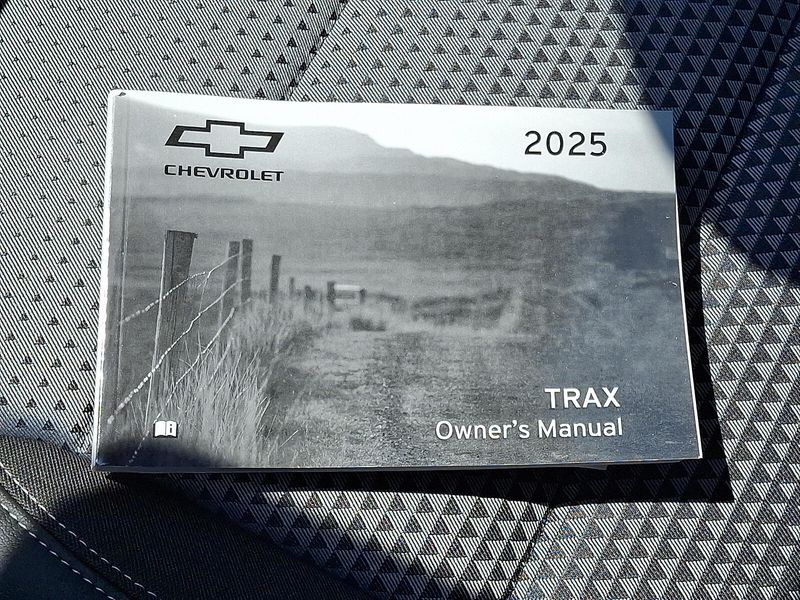 CHEVROLET
2025
TRAX
Owner's Manual